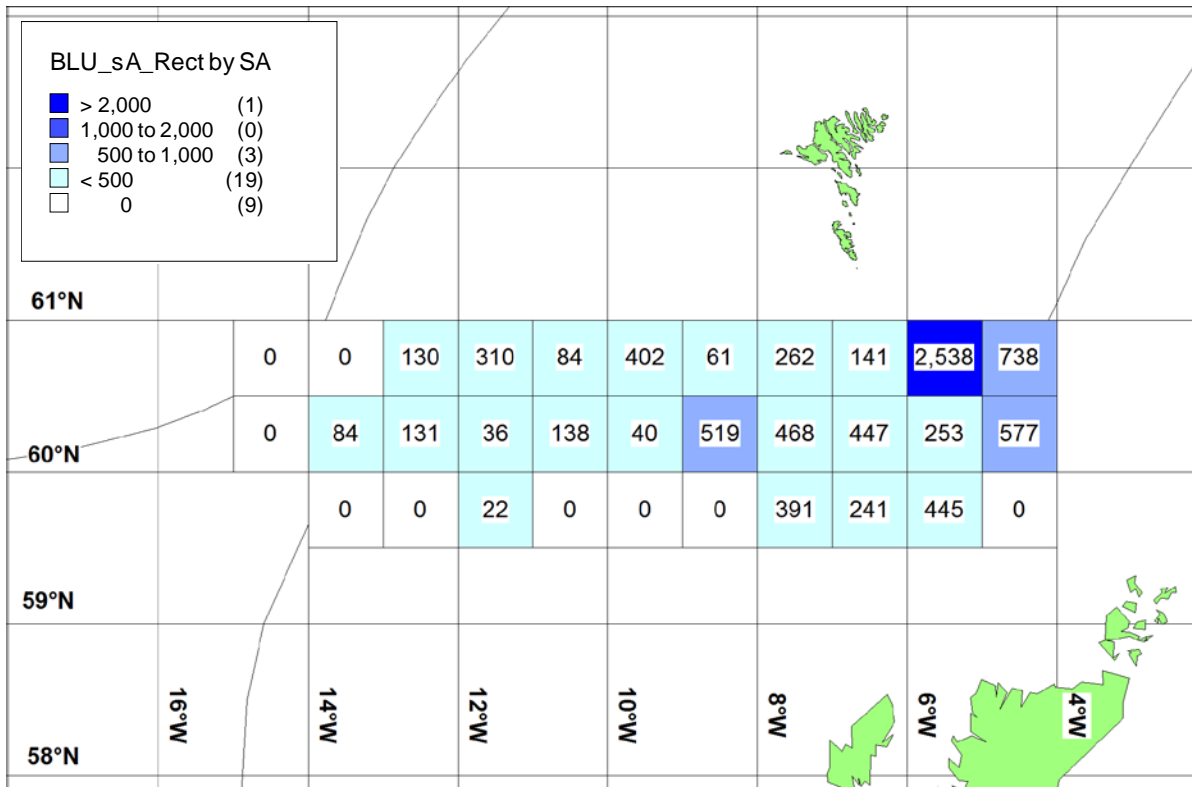 BLU_sA_Rect by SA
> 2,000 (1)
1,000 to 2,000 (0)
500 to 1,000 (3)
< 500 (19)
0 (9)
61°N
0 0 130 310 84 402 61 262 141 2,538 738
0 84 131 36 138 40 519 468 447 253 577
60°N
0 0 22 0 0 0 391 241 445 0
59°N
16°W 14°W 12°W 10°W 8°W 6°W 4°W
58°N